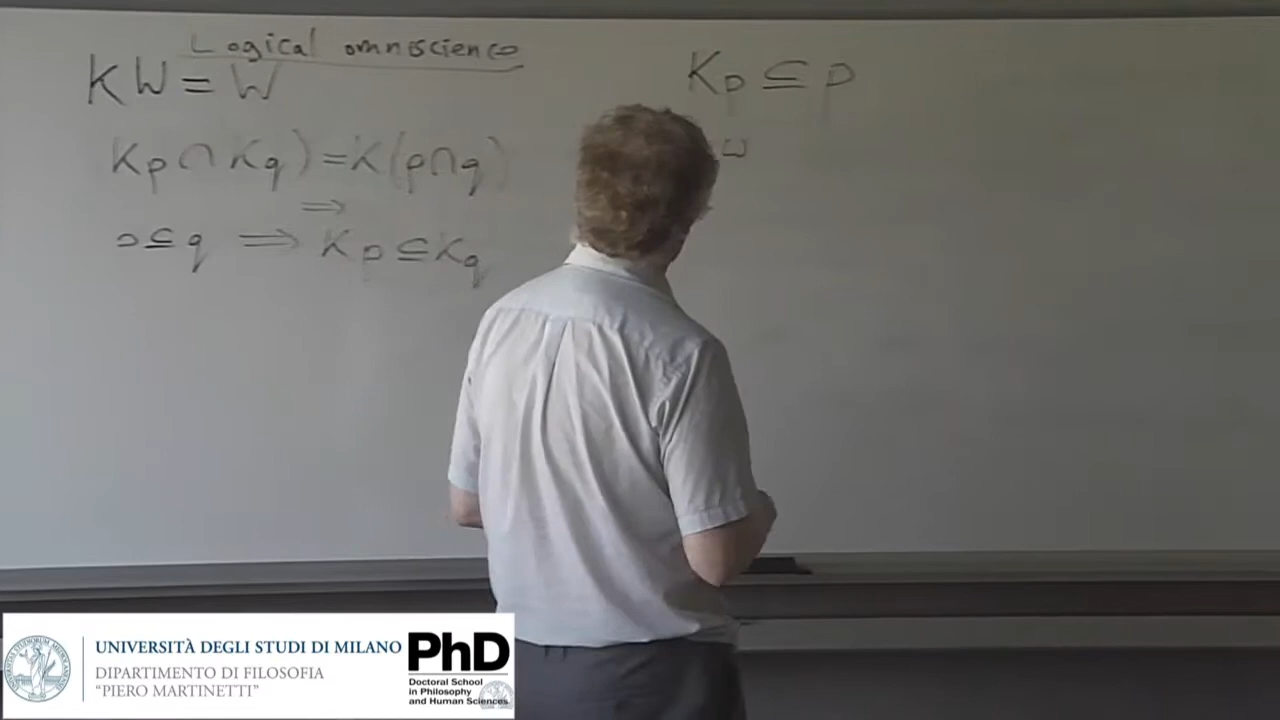 Logical omniscience
KW = W
Kp ∩ Kq) = K(p∩q)
⇒
p ⊆ q ⇒ Kp ⊆ Kq
Kp ⊆ p
w
UNIVERSITÀ DEGLI STUDI DI MILANO
DIPARTIMENTO DI FILOSOFIA
"PIERO MARTINETTI"
PhD
Doctoral School
in Philosophy
and Human Sciences